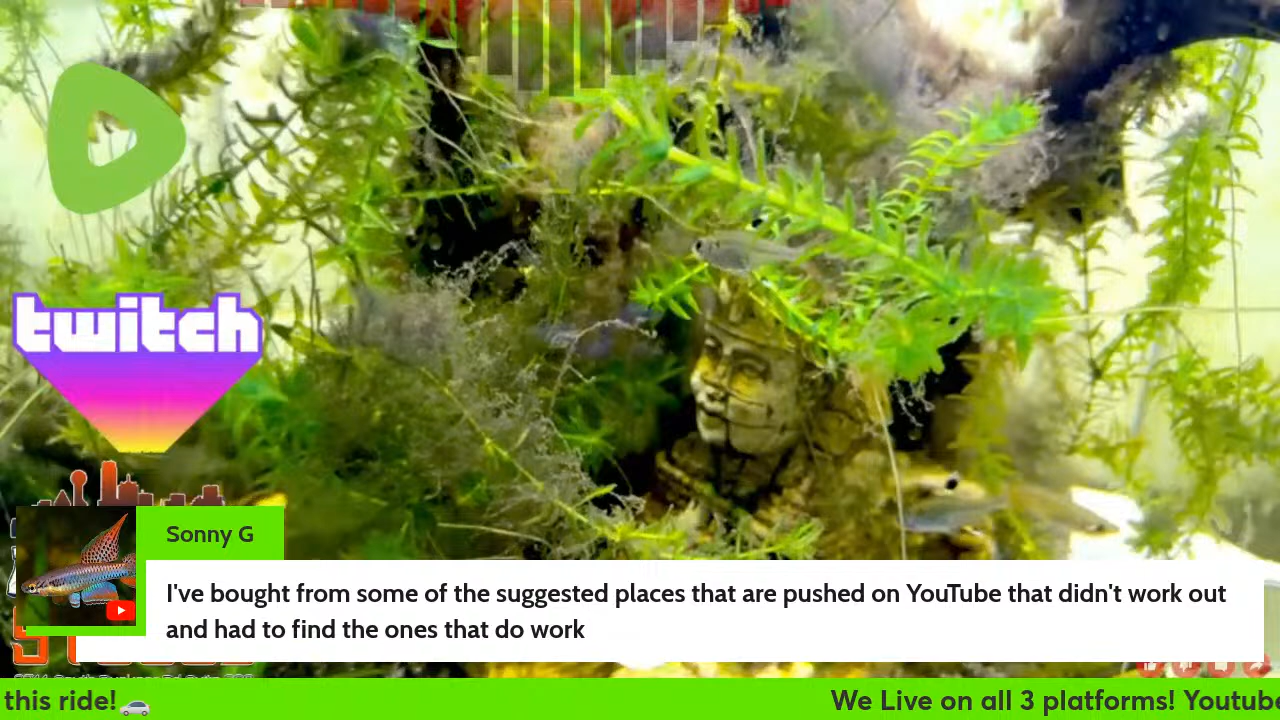 twitch
Sonny G
I've bought from some of the suggested places that are pushed on YouTube that didn't work out
and had to find the ones that do work
this ride! We Live on all 3 platforms! Youtube